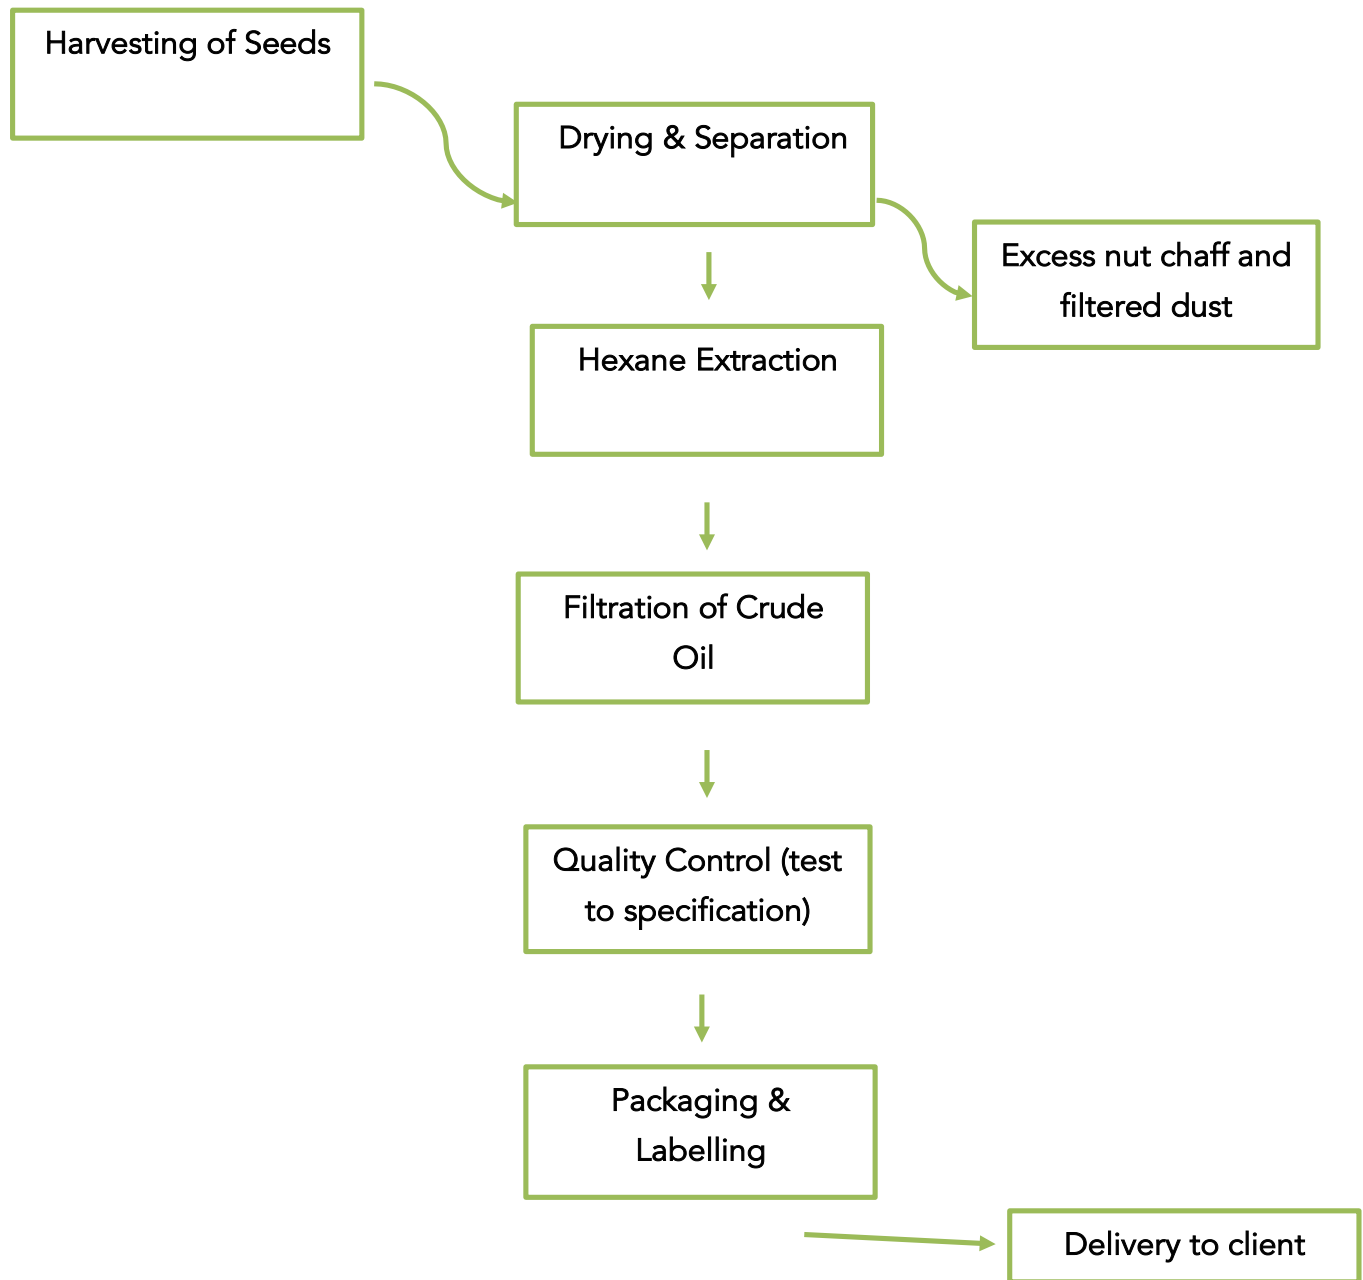 Harvesting of Seeds
Drying & Separation
Excess nut chaff and
filtered dust
Hexane Extraction
Filtration of Crude
Oil
Quality Control (test
to specification)
Packaging &
Labelling
Delivery to client